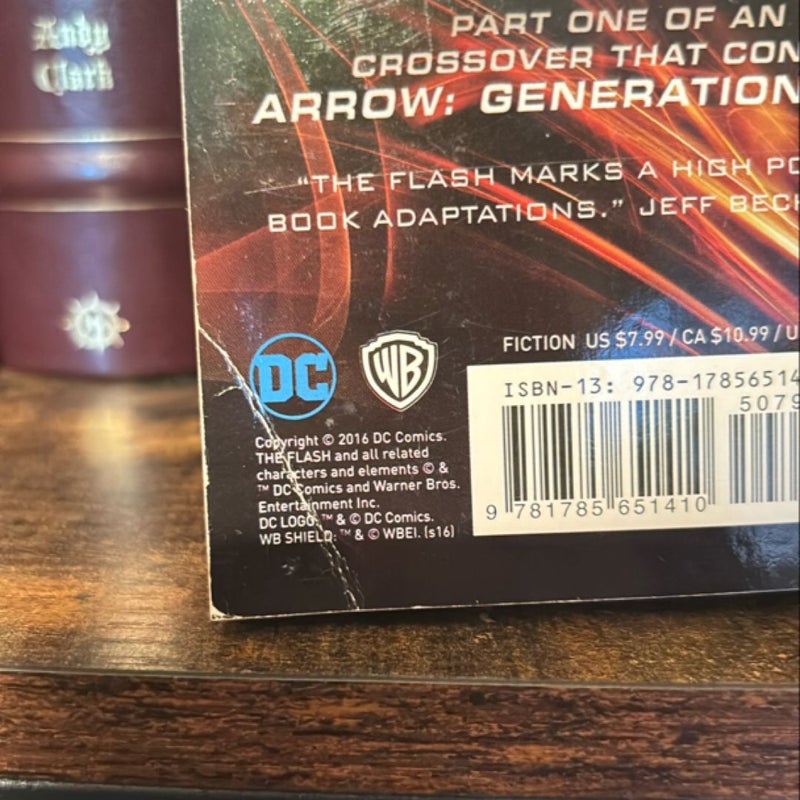 Andy
Clark
PART ONE OF AN
CROSSOVER THAT CON
ARROW: GENERATION
"THE FLASH MARKS A HIGH PO
BOOK ADAPTATIONS." JEFF BECK
DC
WB
FICTION US $7.99 / CA $10.99 / U
ISBN-13: 978-17856514
5079
9 781785 651410
Copyright © 2016 DC Comics.
THE FLASH and all related
characters and elements © &
™ DC Comics and Warner Bros.
Entertainment Inc.
DC LOGO: ™ & © DC Comics.
WB SHIELD: ™ & © WBEI. (s16)